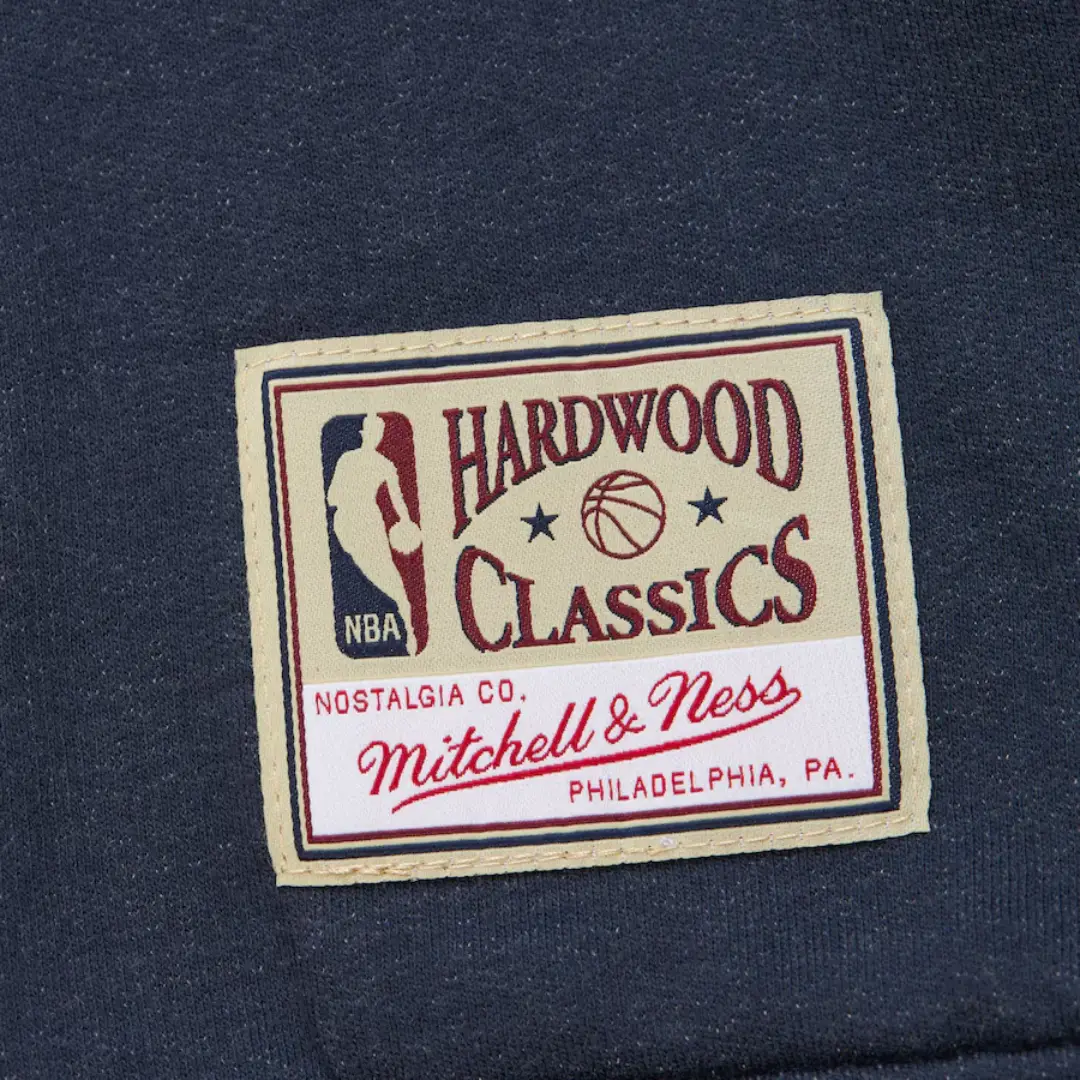 HARDWOOD
CLASSICS
NBA
NOSTALGIA CO.
Mitchell & Ness
PHILADELPHIA, PA.